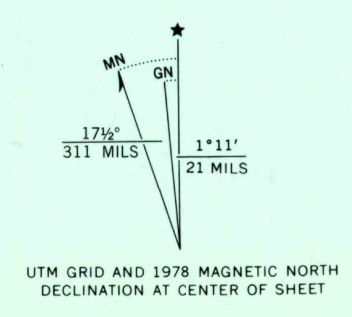 ★
MN
GN
17½°
311 MILS
1°11′
21 MILS
UTM GRID AND 1978 MAGNETIC NORTH
DECLINATION AT CENTER OF SHEET